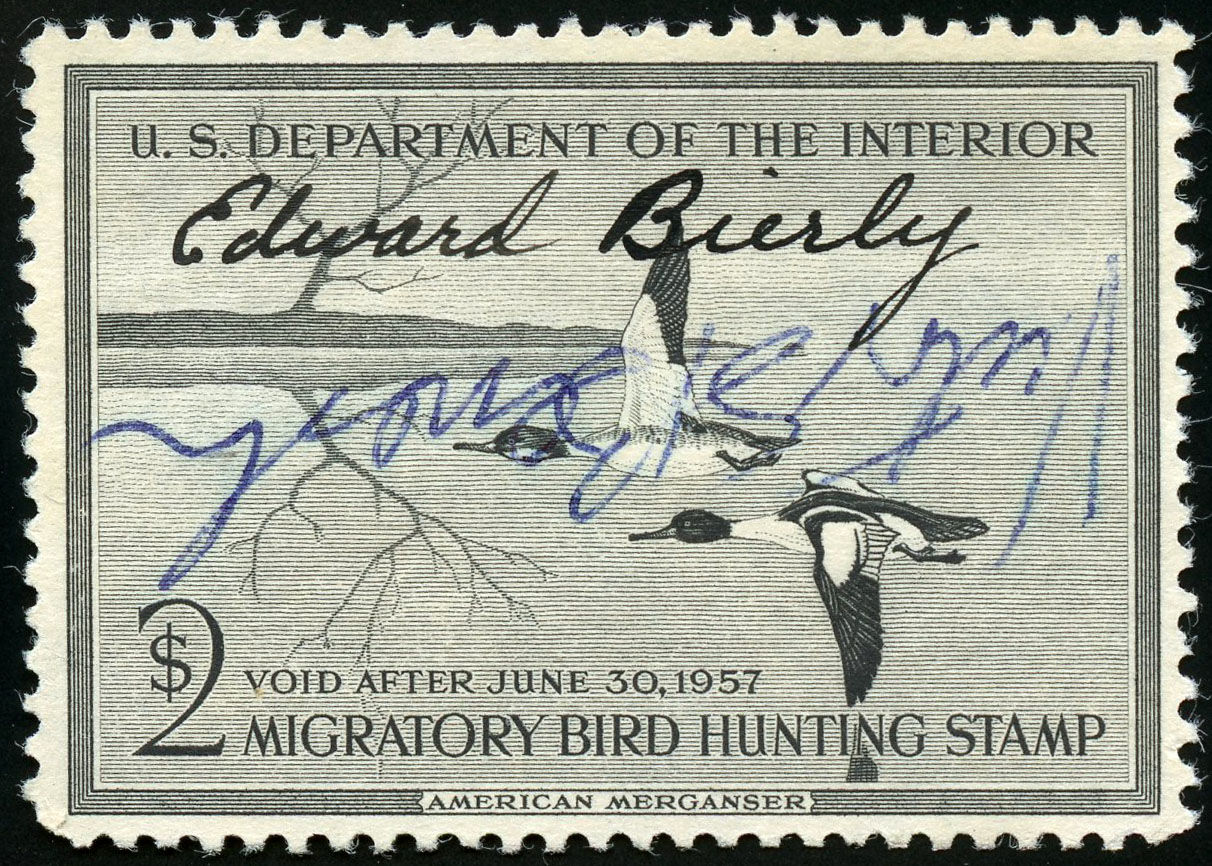 U. S. DEPARTMENT OF THE INTERIOR
Edward Bierly
$2
VOID AFTER JUNE 30, 1957
MIGRATORY BIRD HUNTING STAMP
AMERICAN MERGANSER